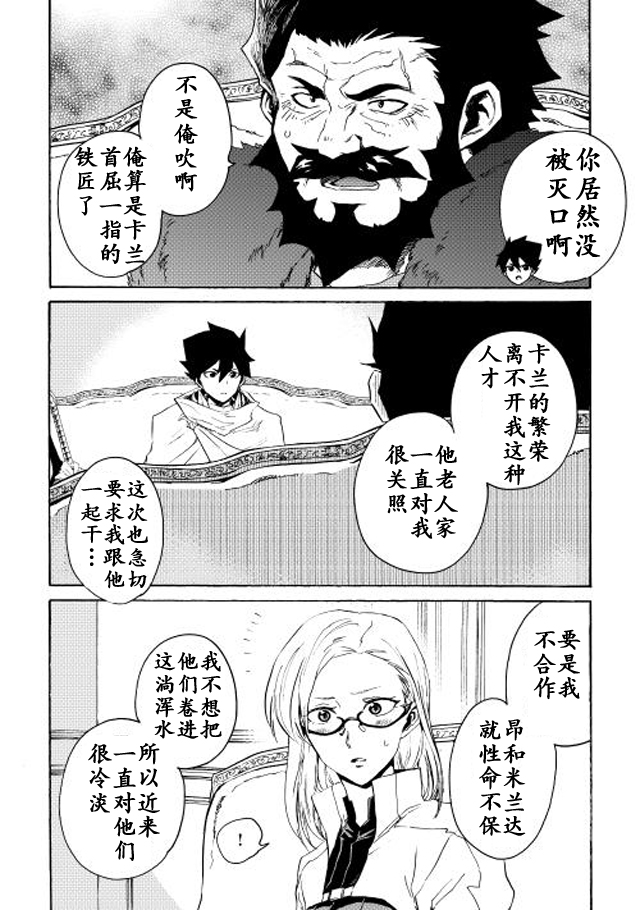 你居然没
被灭口啊
不是俺吹啊
俺算是卡兰
首屈一指的
铁匠了
卡兰的繁荣
离不开我这种
人才
他老人家
一直对我
很关照
这次也急切
要求我跟他
一起干…
要是我
不合作
昂和米兰达
就性命不保
我不想把
他们卷进
这淌浑水
所以近来
一直对他们
很冷淡
!